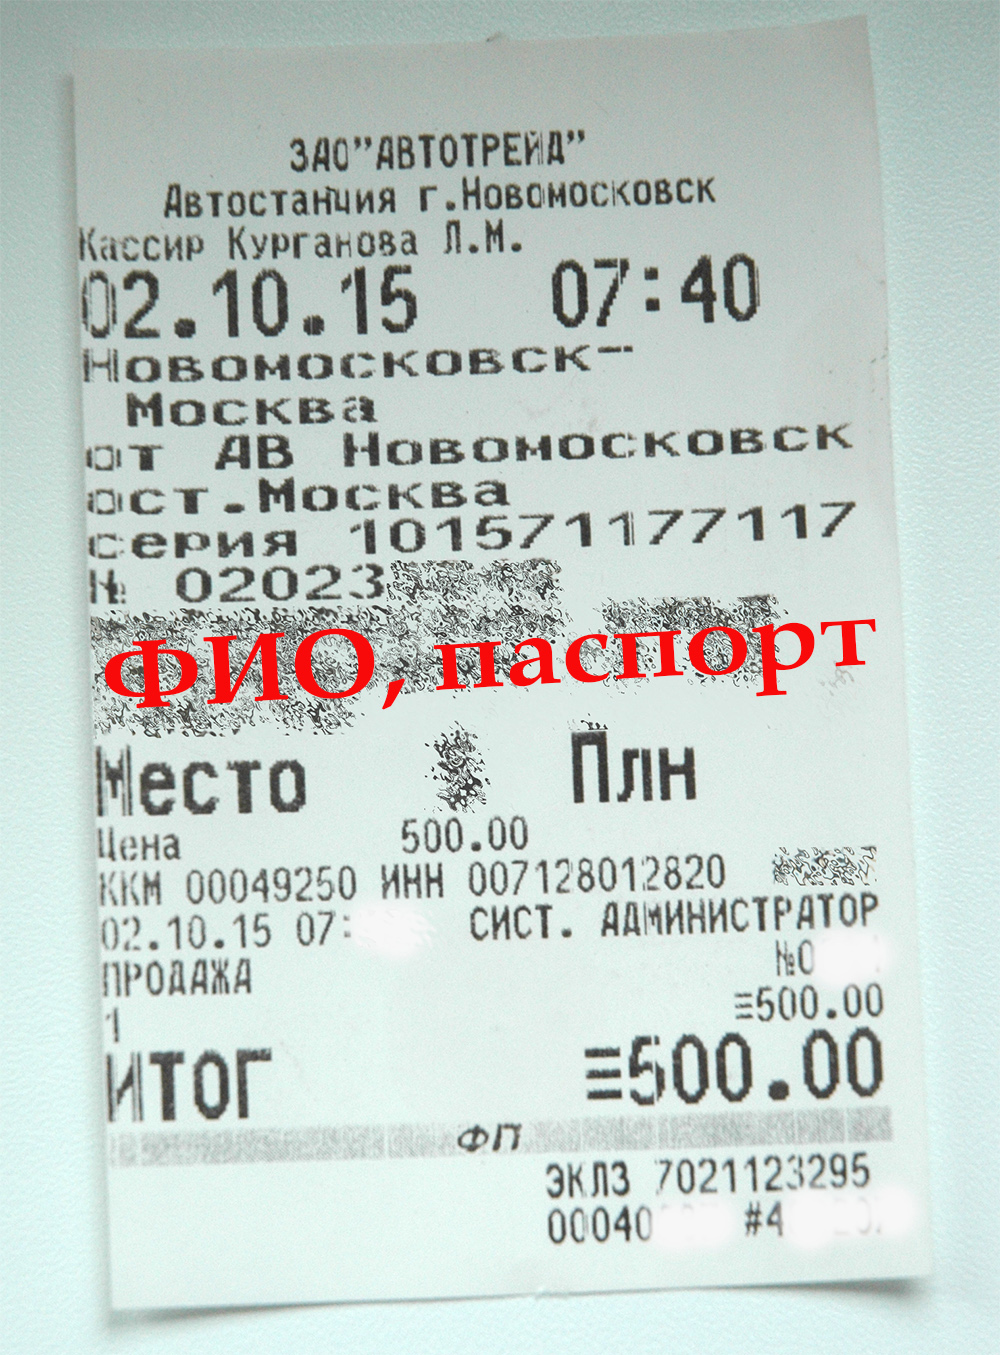 ЗАО"АВТОТРЕЙД"
Автостанция г.Новомосковск
Кассир Курганова Л.М.
02.10.15 07:40
Новомосковск-
Москва
от АВ Новомосковск
ост.Москва
серия 101571177117
№ 02023
ФИО, паспорт
Место Плн
Цена 500.00
ККМ 00049250 ИНН 007128012820
02.10.15 07: СИСТ. АДМИНИСТРАТОР
ПРОДАЖА №0
1 ≡500.00
ИТОГ ≡500.00
ФП
ЭКЛЗ 7021123295
00040 #4